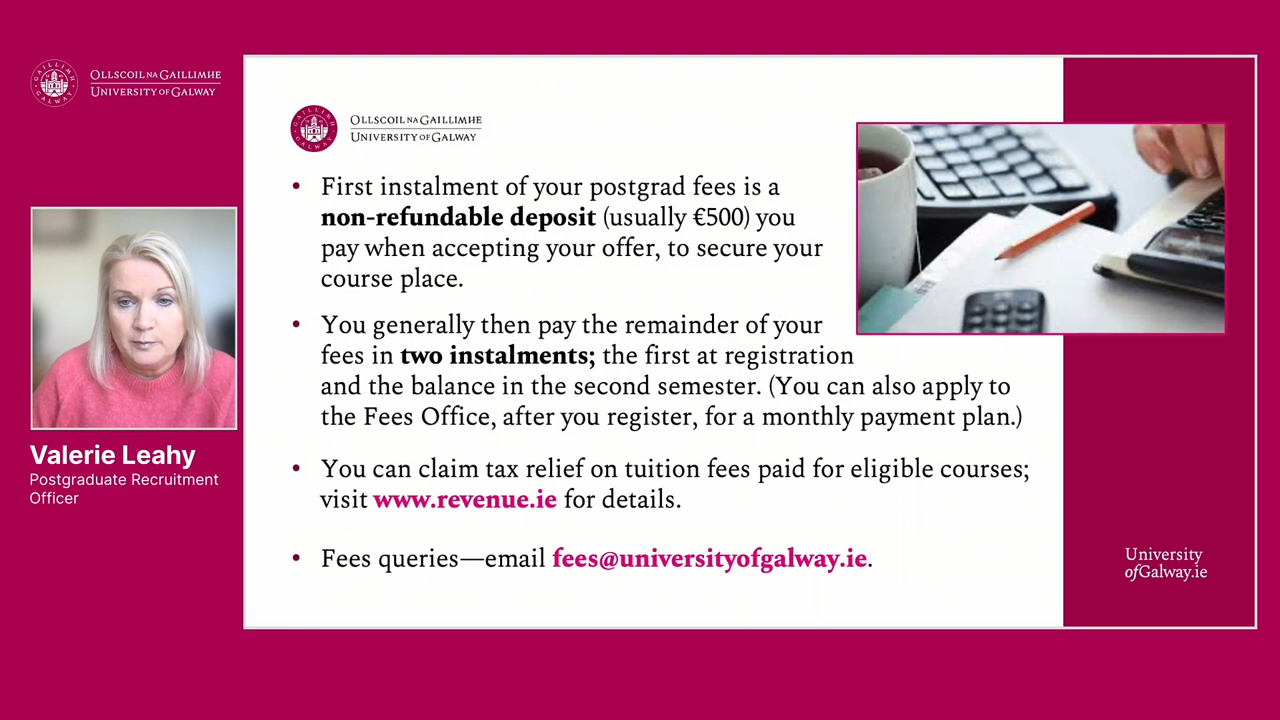 OLLSCOIL NA GAILLIMHE
UNIVERSITY OF GALWAY
GAILLIMH
GALWAY
OLLSCOIL NA GAILLIMHE
UNIVERSITY OF GALWAY
GAILLIMH
GALWAY
• First instalment of your postgrad fees is a
non-refundable deposit (usually €500) you
pay when accepting your offer, to secure your
course place.
• You generally then pay the remainder of your
fees in two instalments; the first at registration
and the balance in the second semester. (You can also apply to
the Fees Office, after you register, for a monthly payment plan.)
• You can claim tax relief on tuition fees paid for eligible courses;
visit www.revenue.ie for details.
• Fees queries—email fees@universityofgalway.ie.
Valerie Leahy
Postgraduate Recruitment
Officer
University
ofGalway.ie